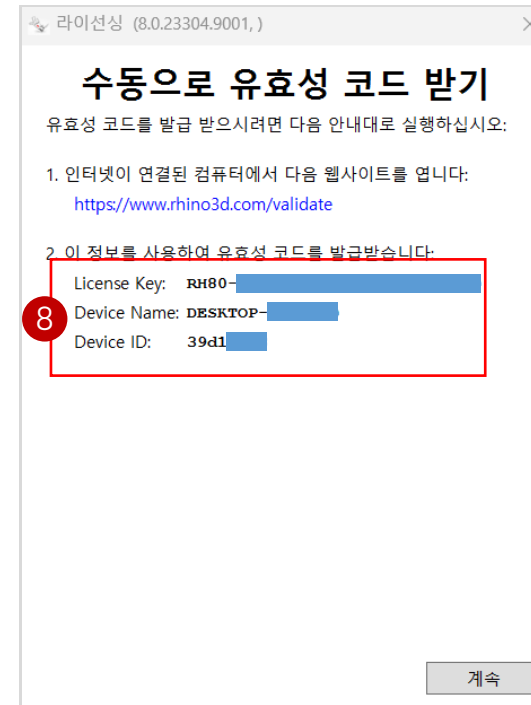 라이선싱 (8.0.23304.9001, )
수동으로 유효성 코드 받기
유효성 코드를 발급 받으시려면 다음 안내대로 실행하십시오:
1. 인터넷이 연결된 컴퓨터에서 다음 웹사이트를 엽니다:
https://www.rhino3d.com/validate
2. 이 정보를 사용하여 유효성 코드를 발급받습니다:
License Key: RH80-
8 Device Name: DESKTOP-
Device ID: 39d1
계속